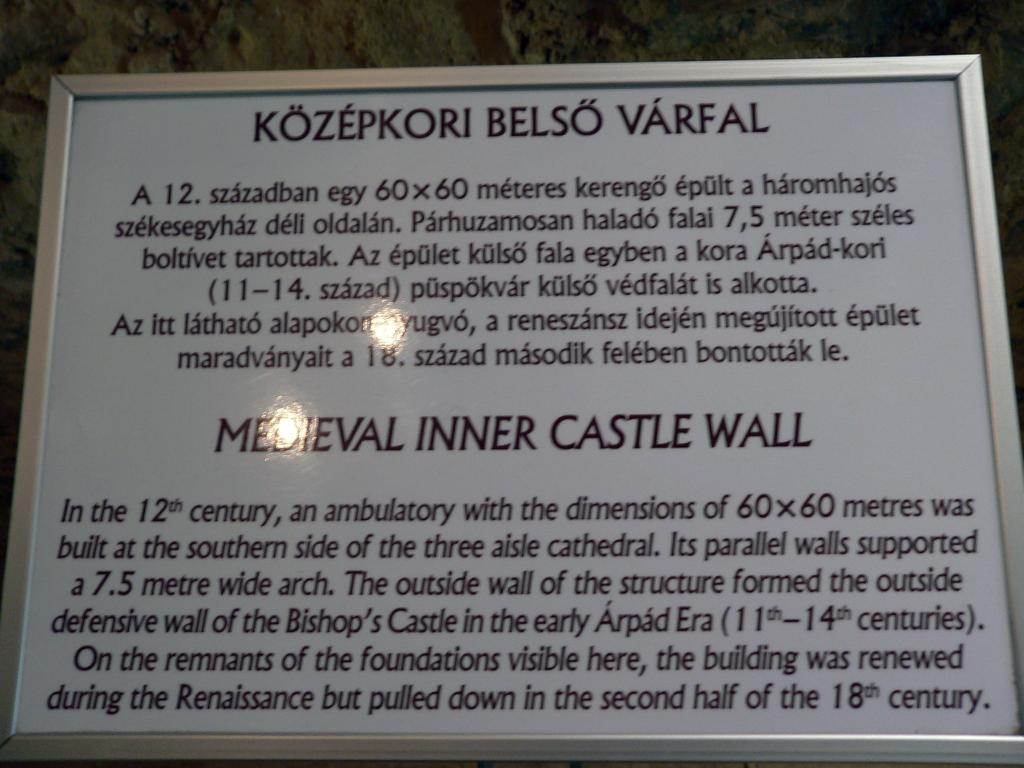 KÖZÉPKORI BELSŐ VÁRFAL
A 12. században egy 60×60 méteres kerengő épült a háromhajós
székesegyház déli oldalán. Párhuzamosan haladó falai 7,5 méter széles
boltívet tartottak. Az épület külső fala egyben a kora Árpád-kori
(11–14. század) püspökvár külső védfalát is alkotta.
Az itt látható alapokon nyugvó, a reneszánsz idején megújított épület
maradványait a 18. század második felében bontották le.
MEDIEVAL INNER CASTLE WALL
In the 12th century, an ambulatory with the dimensions of 60×60 metres was
built at the southern side of the three aisle cathedral. Its parallel walls supported
a 7.5 metre wide arch. The outside wall of the structure formed the outside
defensive wall of the Bishop's Castle in the early Árpád Era (11th–14th centuries).
On the remnants of the foundations visible here, the building was renewed
during the Renaissance but pulled down in the second half of the 18th century.